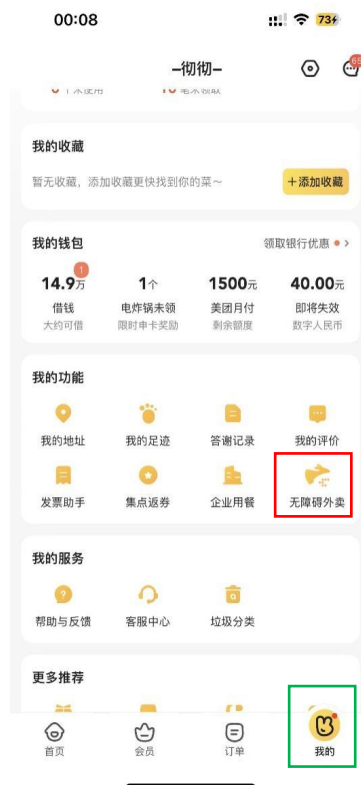 00:08
73
–彻彻–
69
我的收藏
暂无收藏，添加收藏更快找到你的菜～
+添加收藏
我的钱包
领取银行优惠
1
14.9万 1个 1500元 40.00元
借钱 电炸锅未领 美团月付 即将失效
大约可借 限时申卡奖励 剩余额度 数字人民币
我的功能
我的地址 我的足迹 答谢记录 我的评价
发票助手 集点返券 企业用餐 无障碍外卖
我的服务
帮助与反馈 客服中心 垃圾分类
更多推荐
首页 会员 订单 我的